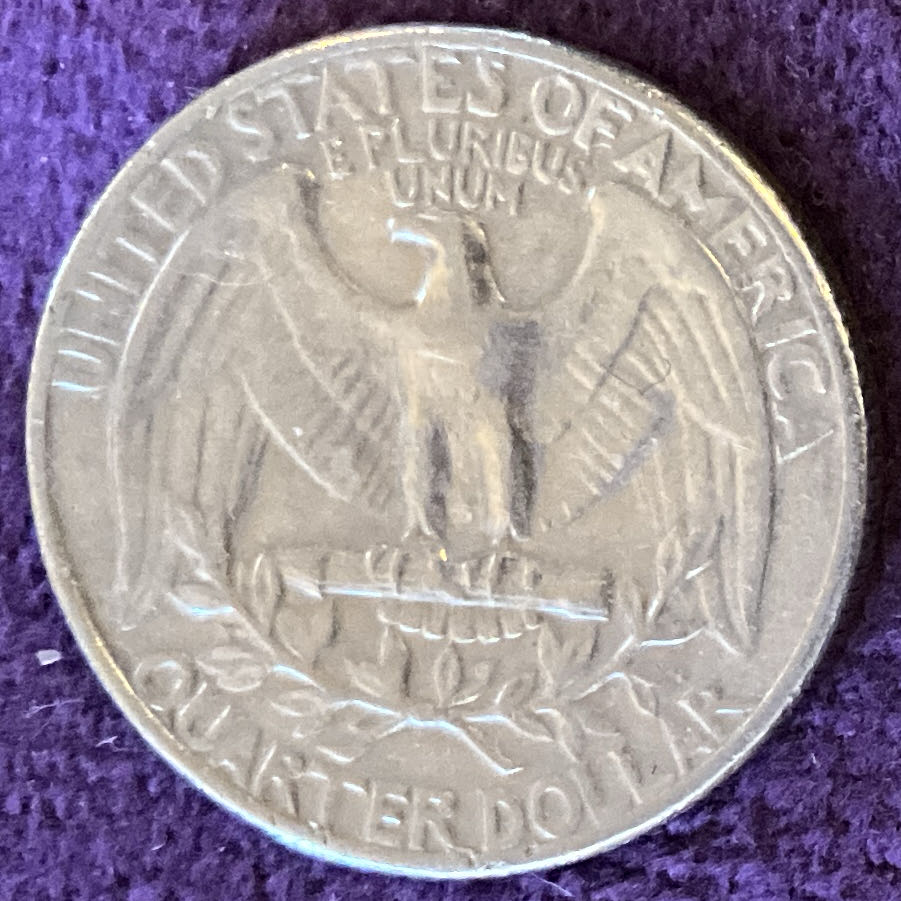 UNITED STATES OF AMERICA
E PLURIBUS
UNUM
QUARTER DOLLAR